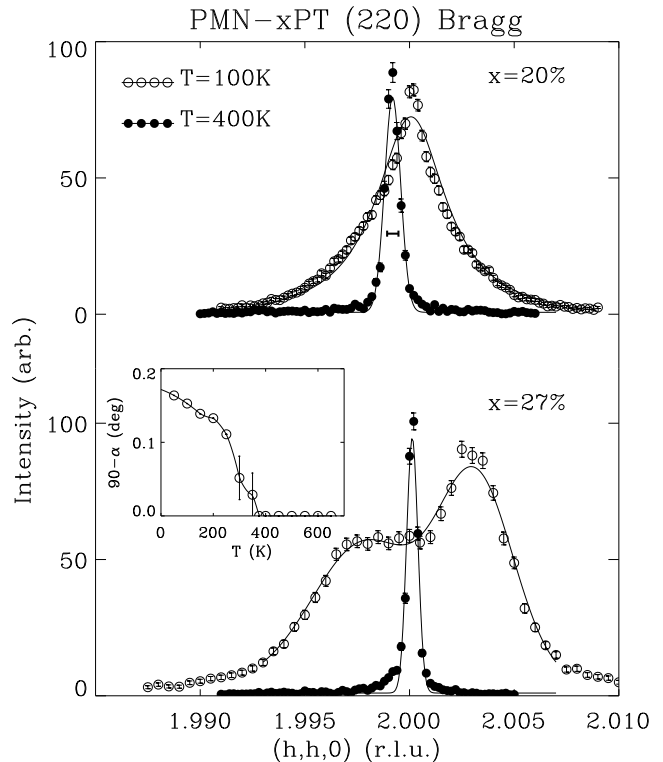 PMN-xPT (220) Bragg
100
T=100K
x=20%
T=400K
50
0
Intensity (arb.)
0.2
0.1
0.0
90-α (deg)
0 200 400 600
T (K)
x=27%
100
50
0
1.990 1.995 2.000 2.005 2.010
(h,h,0) (r.l.u.)